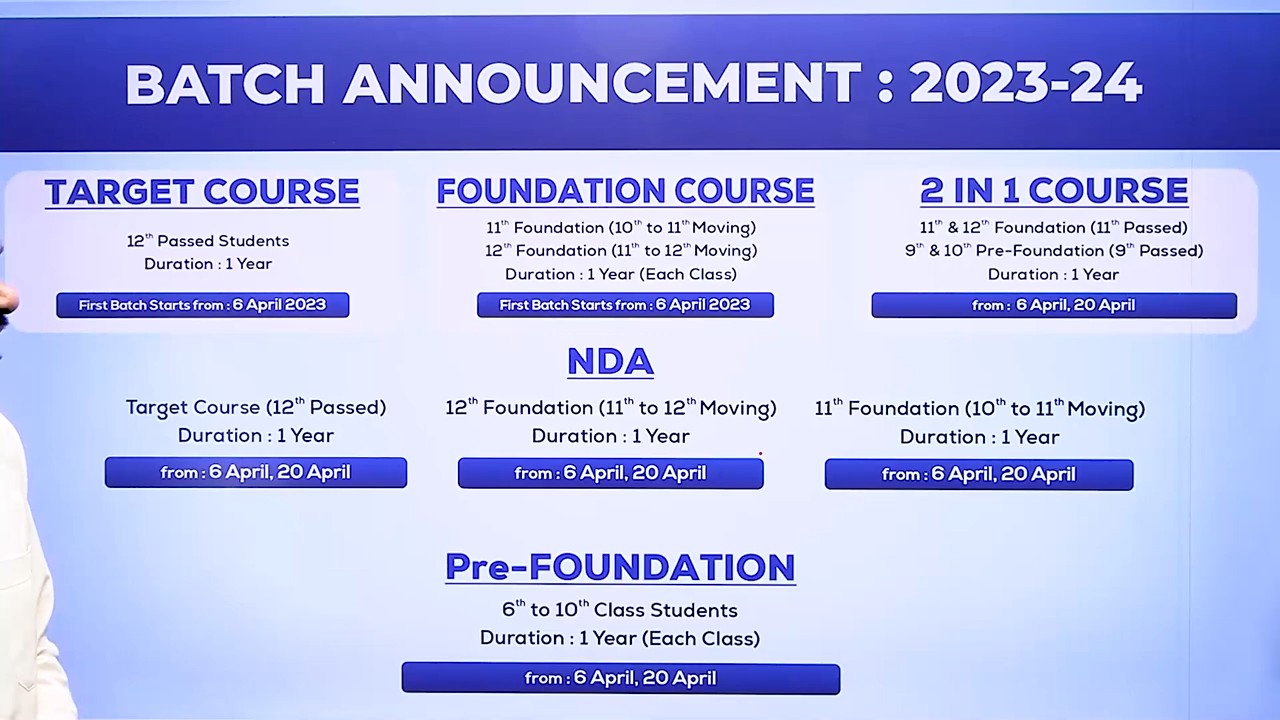 BATCH ANNOUNCEMENT : 2023-24
TARGET COURSE
12th Passed Students
Duration : 1 Year
First Batch Starts from : 6 April 2023
FOUNDATION COURSE
11th Foundation (10th to 11th Moving)
12th Foundation (11th to 12th Moving)
Duration : 1 Year (Each Class)
First Batch Starts from : 6 April 2023
2 IN 1 COURSE
11th & 12th Foundation (11th Passed)
9th & 10th Pre-Foundation (9th Passed)
Duration : 1 Year
from : 6 April, 20 April
NDA
Target Course (12th Passed)
Duration : 1 Year
from : 6 April, 20 April
12th Foundation (11th to 12th Moving)
Duration : 1 Year
from : 6 April, 20 April
11th Foundation (10th to 11th Moving)
Duration : 1 Year
from : 6 April, 20 April
Pre-FOUNDATION
6th to 10th Class Students
Duration : 1 Year (Each Class)
from : 6 April, 20 April